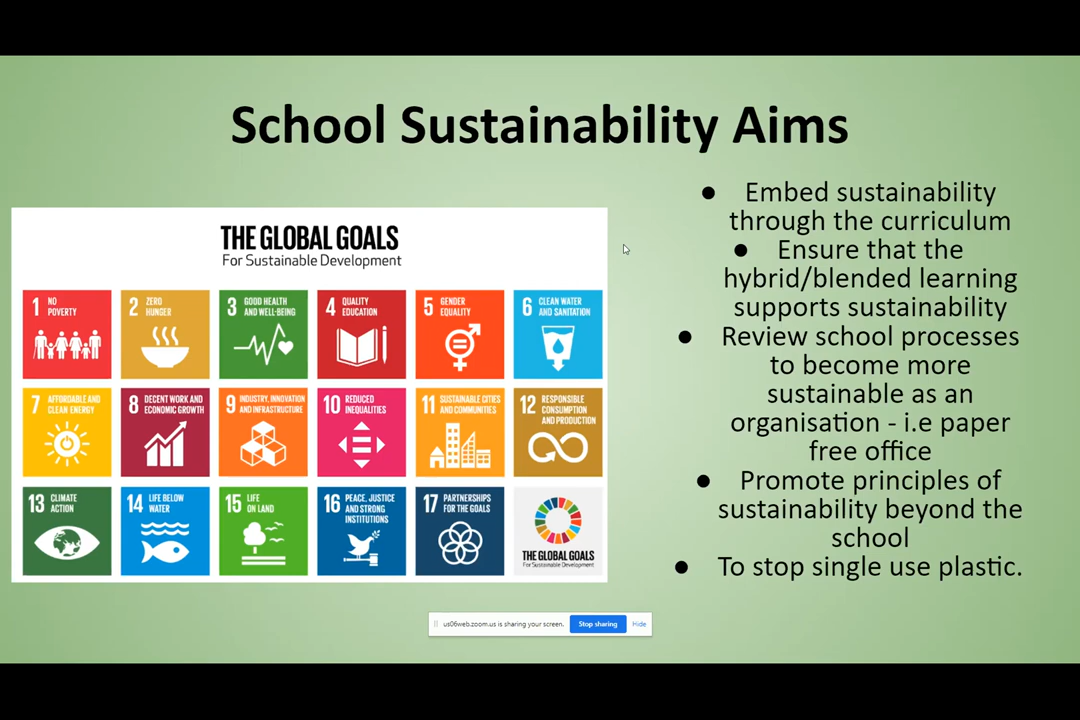 School Sustainability Aims
THE GLOBAL GOALS
For Sustainable Development
1 NO
POVERTY
2 ZERO
HUNGER
3 GOOD HEALTH
AND WELL-BEING
4 QUALITY
EDUCATION
5 GENDER
EQUALITY
6 CLEAN WATER
AND SANITATION
7 AFFORDABLE AND
CLEAN ENERGY
8 DECENT WORK AND
ECONOMIC GROWTH
9 INDUSTRY, INNOVATION
AND INFRASTRUCTURE
10 REDUCED
INEQUALITIES
11 SUSTAINABLE CITIES
AND COMMUNITIES
12 RESPONSIBLE
CONSUMPTION
AND PRODUCTION
13 CLIMATE
ACTION
14 LIFE BELOW
WATER
15 LIFE
ON LAND
16 PEACE, JUSTICE
AND STRONG
INSTITUTIONS
17 PARTNERSHIPS
FOR THE GOALS
THE GLOBAL GOALS
For Sustainable Development
● Embed sustainability
through the curriculum
● Ensure that the
hybrid/blended learning
supports sustainability
● Review school processes
to become more
sustainable as an
organisation - i.e paper
free office
● Promote principles of
sustainability beyond the
school
● To stop single use plastic.
us06web.zoom.us is sharing your screen. Stop sharing Hide